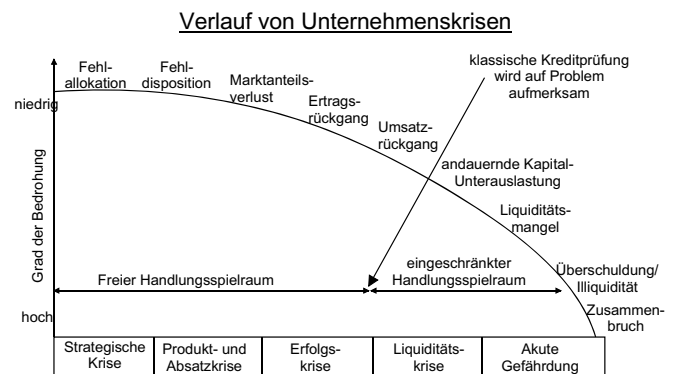 Verlauf von Unternehmenskrisen
klassische Kreditprüfung
wird auf Problem
aufmerksam
Fehl-
allokation
Fehl-
disposition
Marktanteils-
verlust
Ertrags-
rückgang
Umsatz-
rückgang
andauernde Kapital-
Unterauslastung
Liquiditäts-
mangel
Überschuldung/
Illiquidität
Zusammen-
bruch
niedrig
Grad der Bedrohung
hoch
Freier Handlungsspielraum
eingeschränkter
Handlungsspielraum
Strategische
Krise
Produkt- und
Absatzkrise
Erfolgs-
krise
Liquiditäts-
krise
Akute
Gefährdung